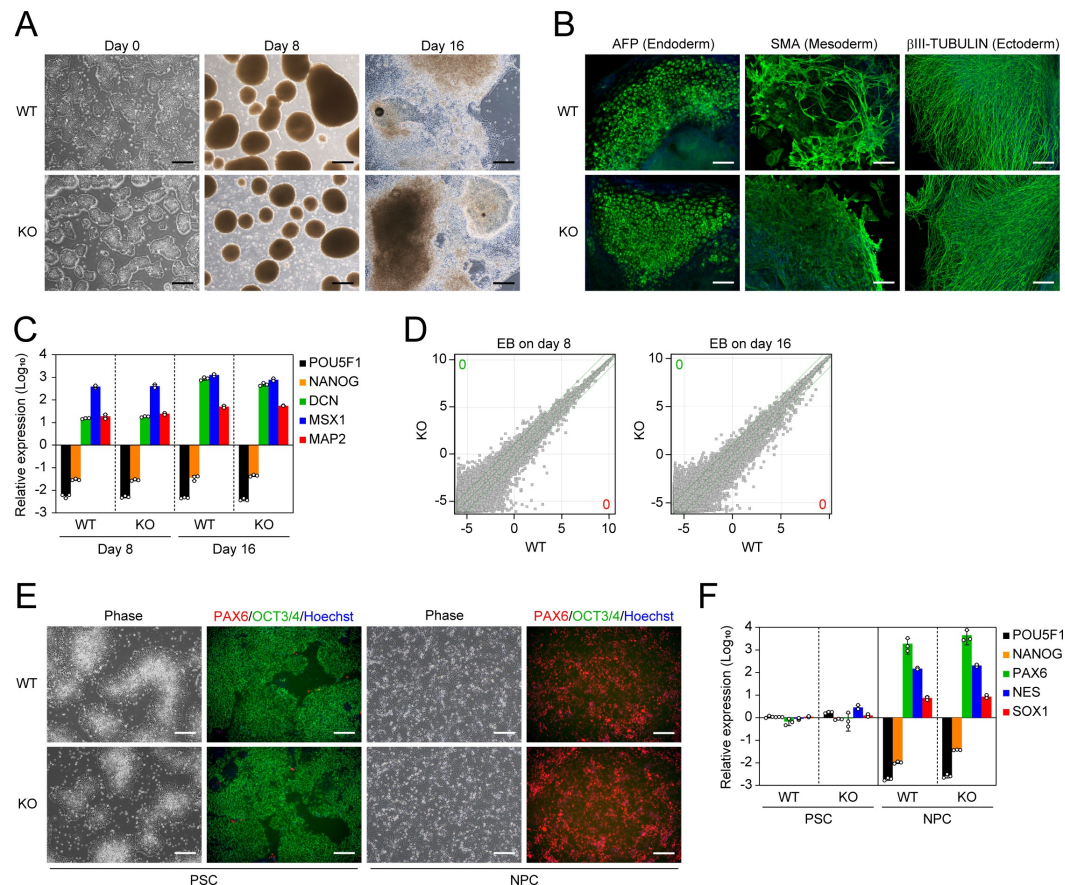 A
Day 0
Day 8
Day 16
WT
KO
B
AFP (Endoderm)
SMA (Mesoderm)
βIII-TUBULIN (Ectoderm)
WT
KO
C
Relative expression (Log₁₀)
4
3
2
1
0
-1
-2
-3
POU5F1
NANOG
DCN
MSX1
MAP2
WT
KO
WT
KO
Day 8
Day 16
D
EB on day 8
KO
10
5
0
-5
0
0
-5
0
5
10
WT
EB on day 16
KO
10
5
0
-5
0
0
-5
0
5
10
WT
E
Phase
PAX6/OCT3/4/Hoechst
Phase
PAX6/OCT3/4/Hoechst
WT
KO
PSC
NPC
F
Relative expression (Log₁₀)
4
3
2
1
0
-1
-2
-3
POU5F1
NANOG
PAX6
NES
SOX1
WT
KO
WT
KO
PSC
NPC